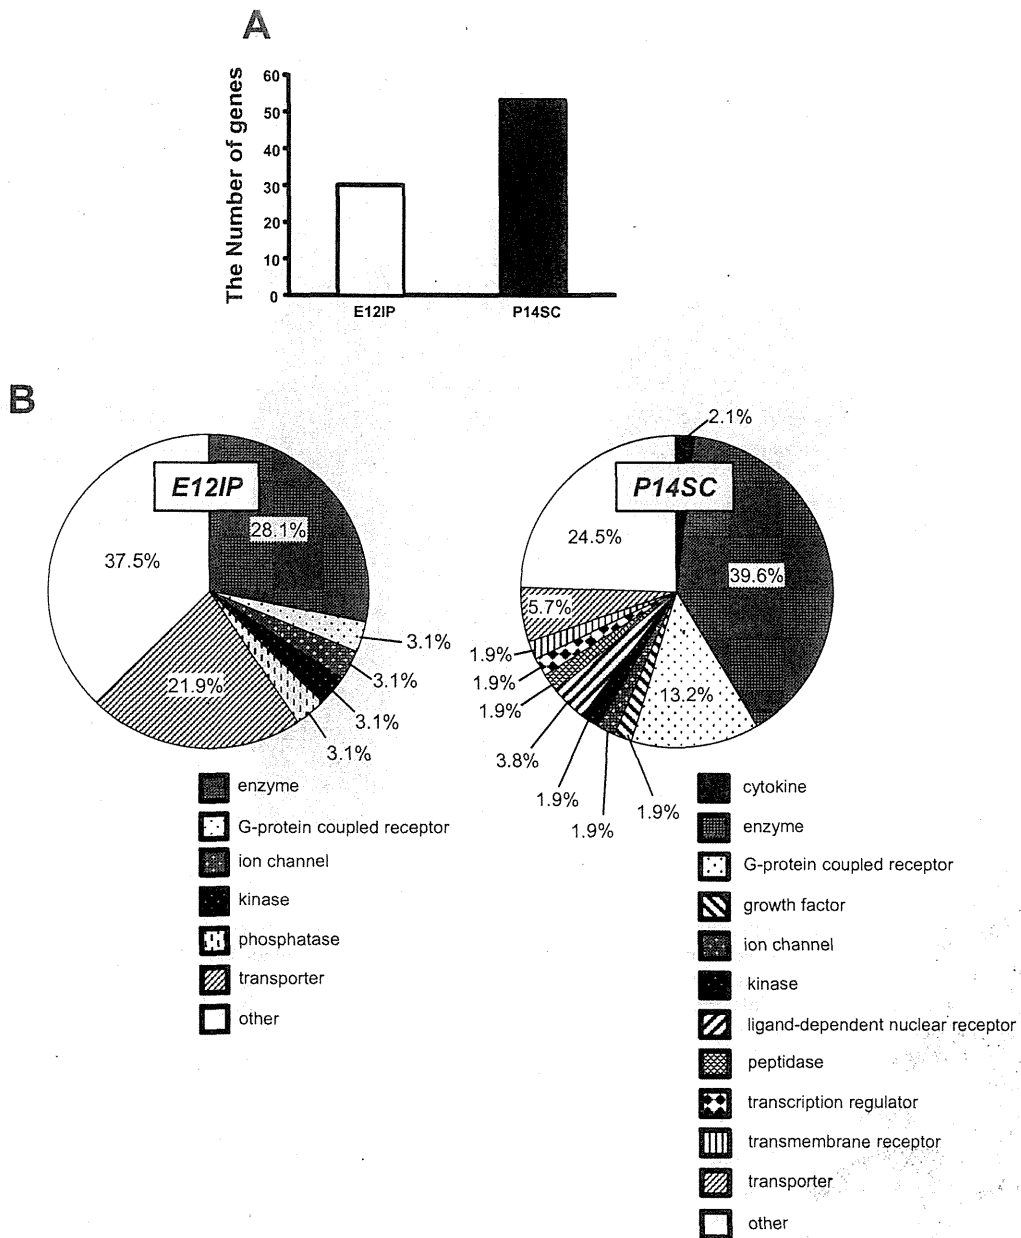 A
The Number of genes
60
50
40
30
20
10
0
E12IP
P14SC
B
E12IP
28.1%
37.5%
3.1%
3.1%
3.1%
3.1%
21.9%
enzyme
G-protein coupled receptor
ion channel
kinase
phosphatase
transporter
other
2.1%
P14SC
24.5%
39.6%
5.7%
1.9%
1.9%
1.9%
3.8%
1.9%
1.9%
1.9%
13.2%
cytokine
enzyme
G-protein coupled receptor
growth factor
ion channel
kinase
ligand-dependent nuclear receptor
peptidase
transcription regulator
transmembrane receptor
transporter
other